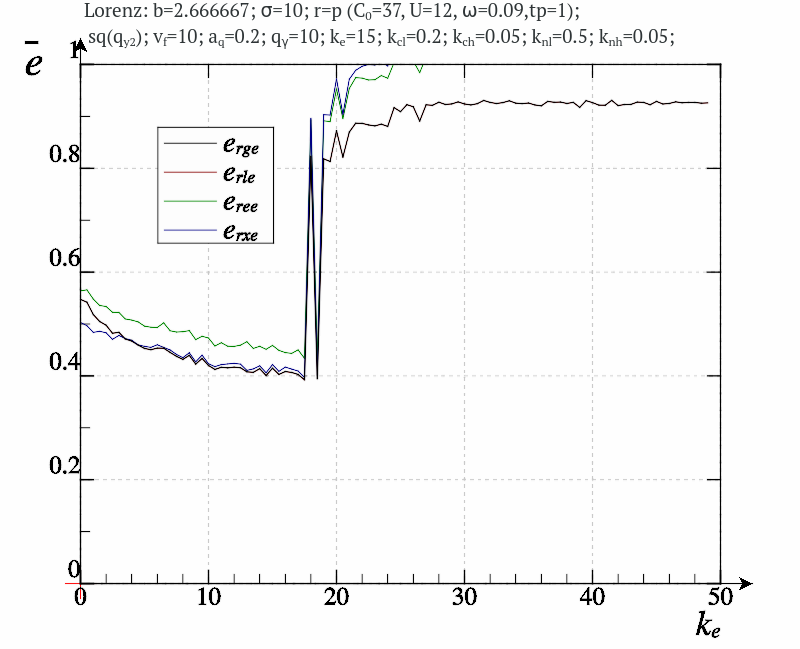 Lorenz: b=2.666667; σ=10; r=p (C₀=37, U=12, ω=0.09,tp=1);
sq(q_y2); v_f=10; a_q=0.2; q_γ=10; k_e=15; k_cl=0.2; k_ch=0.05; k_nl=0.5; k_nh=0.05;
ē
1
0.8
0.6
0.4
0.2
0
e_rge
e_rle
e_ree
e_rxe
0 10 20 30 40 50
k_e